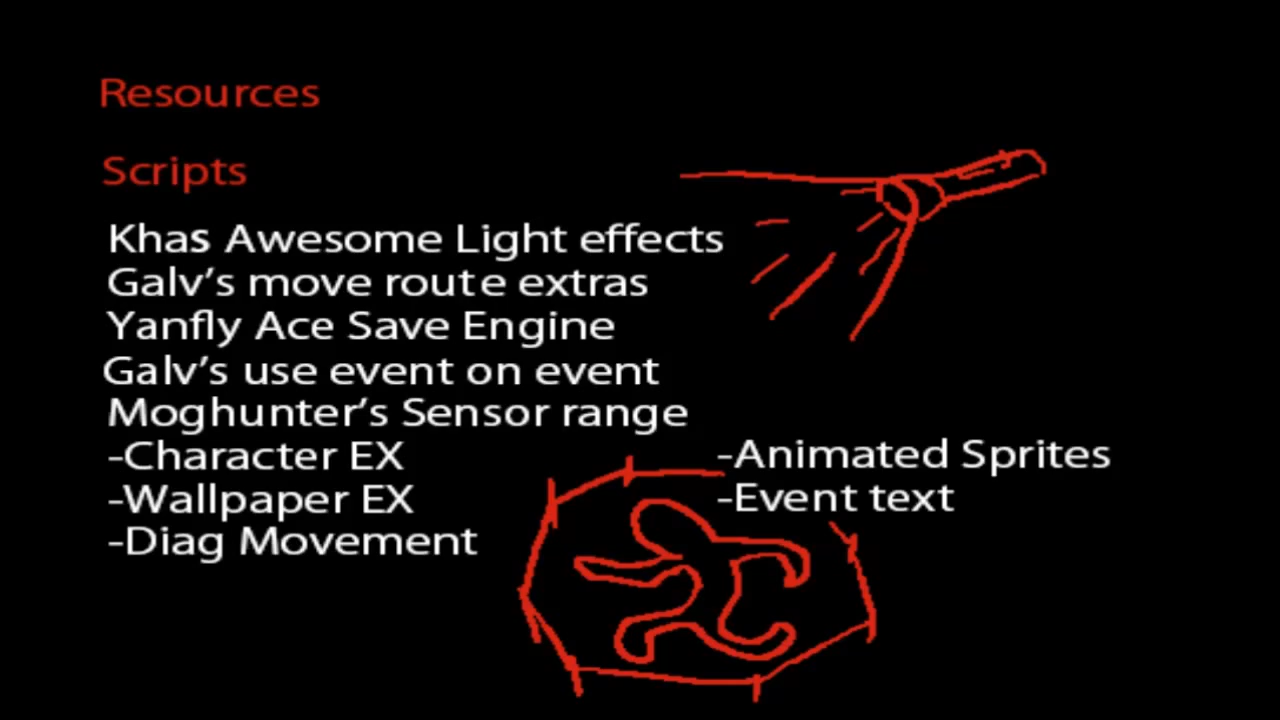 Resources
Scripts
Khas Awesome Light effects
Galv's move route extras
Yanfly Ace Save Engine
Galv's use event on event
Moghunter's Sensor range
-Character EX
-Wallpaper EX
-Diag Movement
-Animated Sprites
-Event text